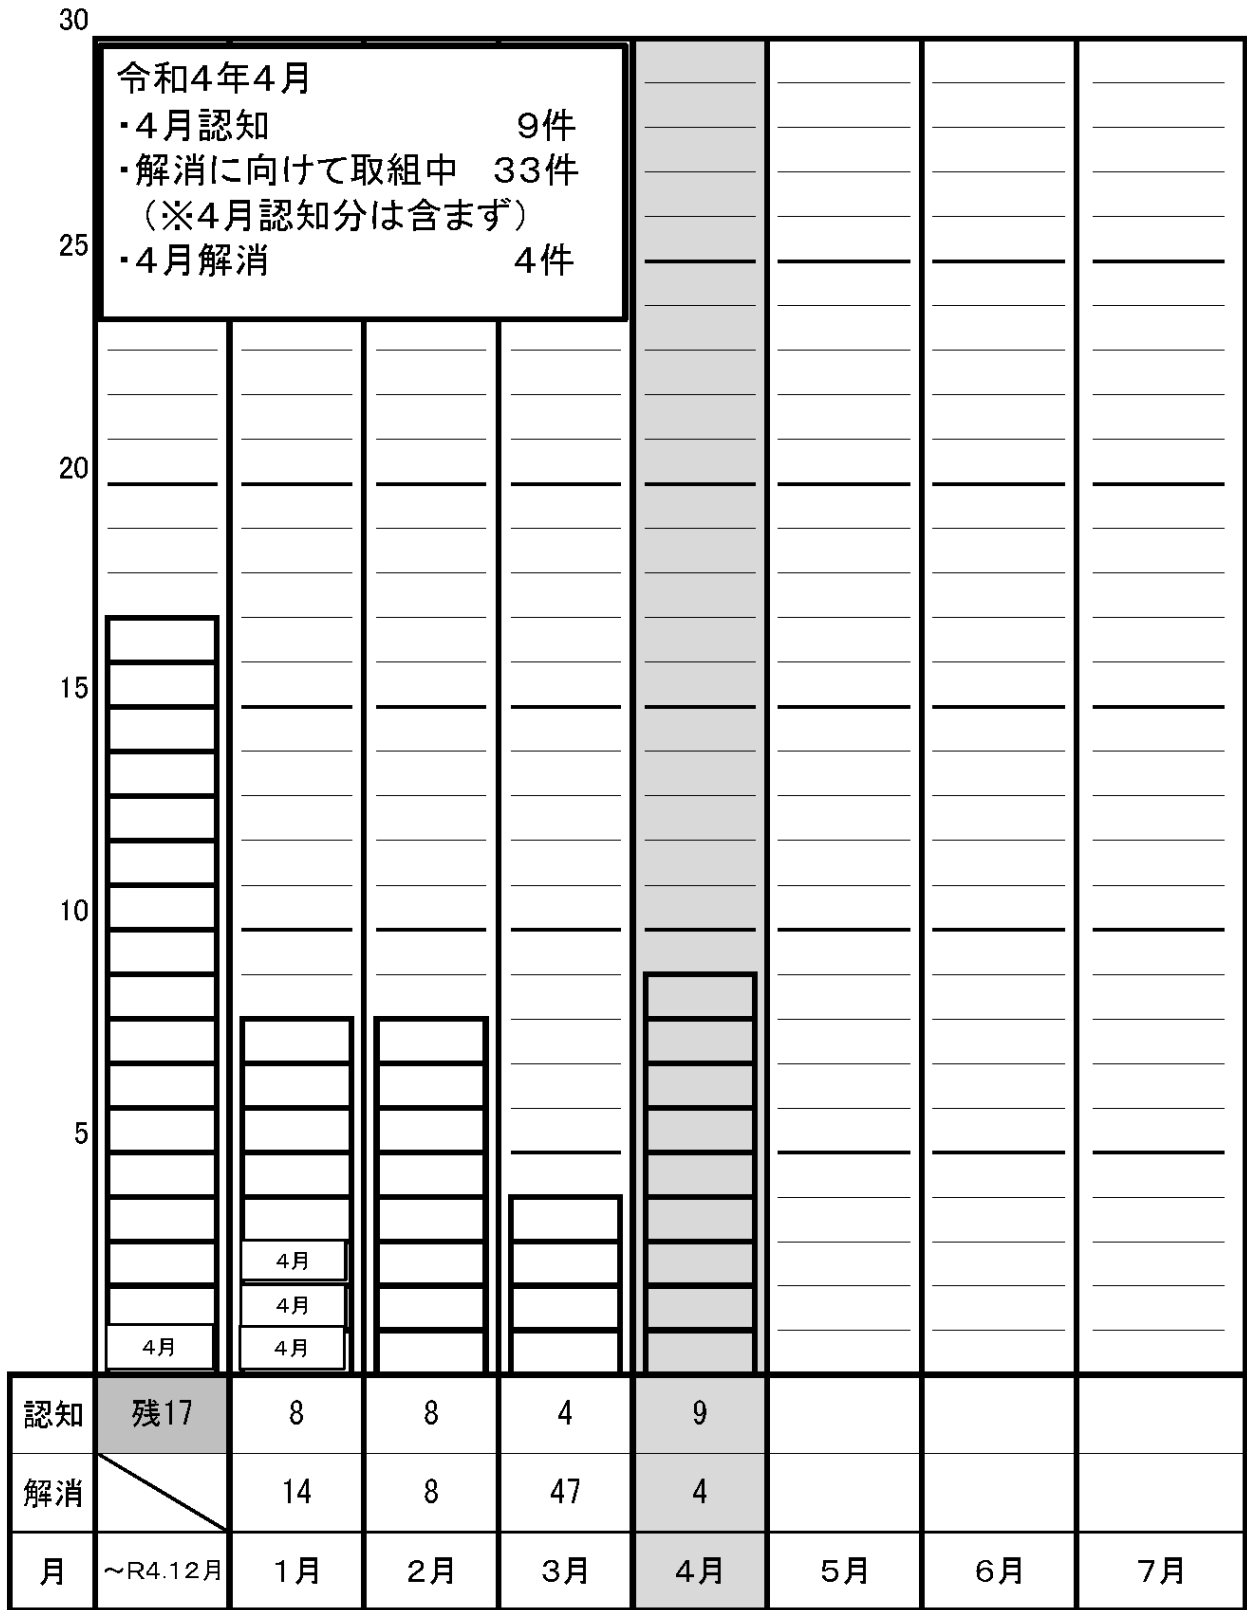 30
令和4年4月
・4月認知 9件
・解消に向けて取組中 33件
（※4月認知分は含まず）
25
・4月解消 4件
20
15
10
5
4月
4月
4月 4月
認知 残17 8 8 4 9
解消 14 8 47 4
月 ～R4.12月 1月 2月 3月 4月 5月 6月 7月